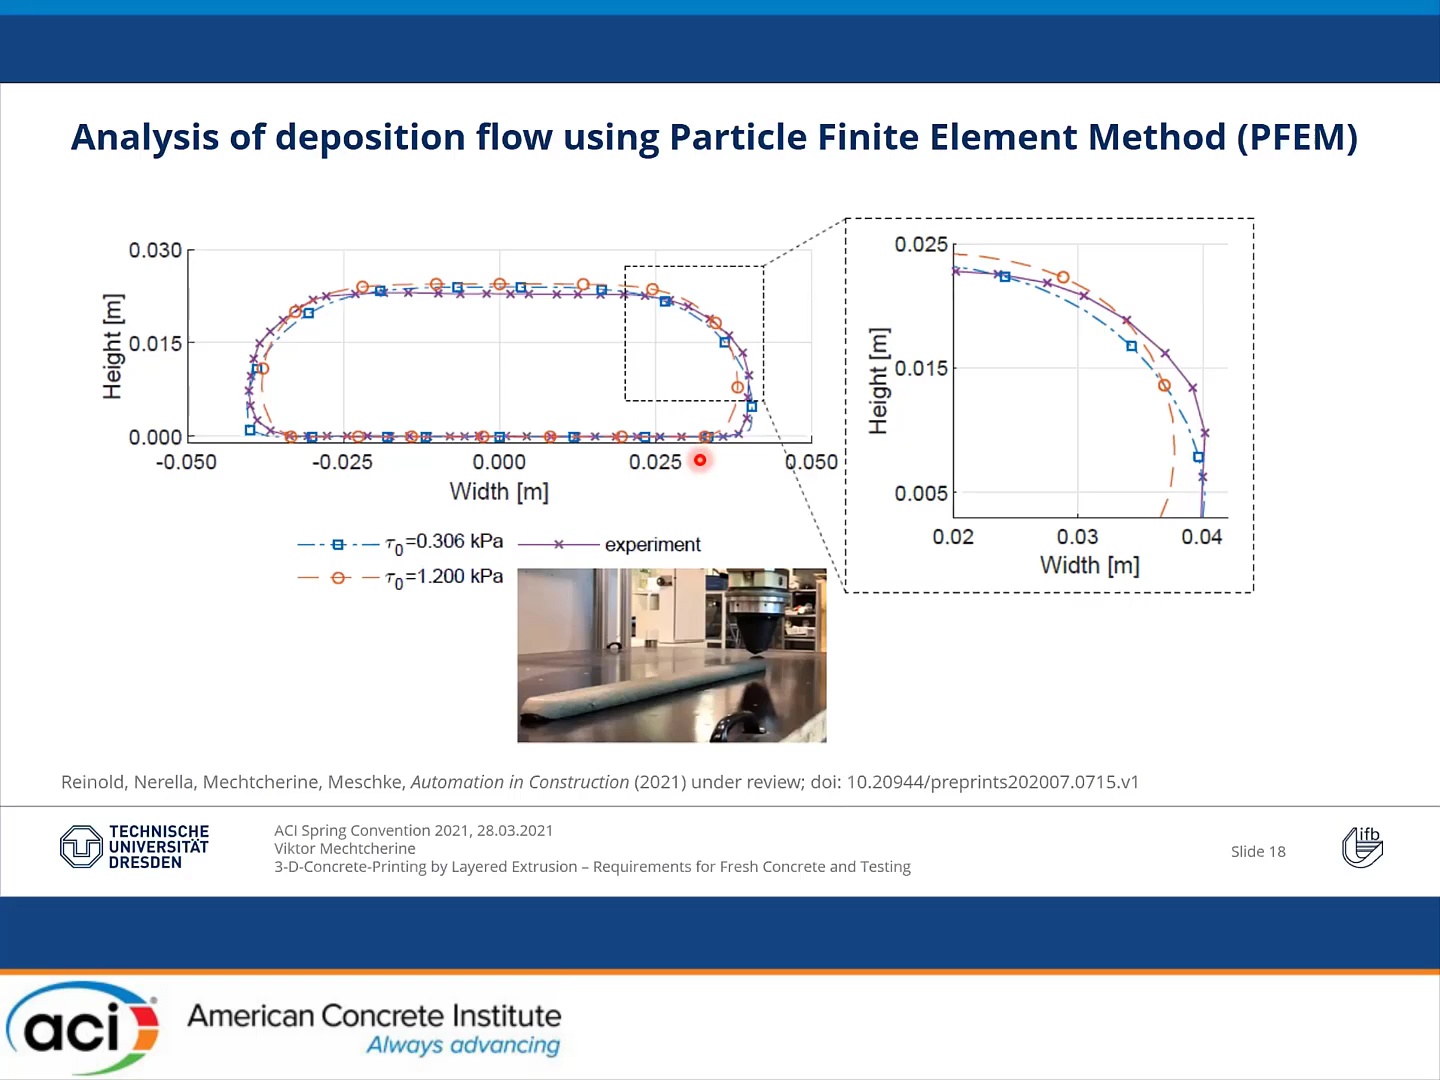 Analysis of deposition flow using Particle Finite Element Method (PFEM)
0.030
0.015
0.000
Height [m]
-0.050
-0.025
0.000
0.025
0.050
Width [m]
τ0=0.306 kPa
experiment
τ0=1.200 kPa
0.025
0.015
0.005
Height [m]
0.02
0.03
0.04
Width [m]
Reinold, Nerella, Mechtcherine, Meschke, Automation in Construction (2021) under review; doi: 10.20944/preprints202007.0715.v1
TECHNISCHE
UNIVERSITÄT
DRESDEN
ACI Spring Convention 2021, 28.03.2021
Viktor Mechtcherine
3-D-Concrete-Printing by Layered Extrusion – Requirements for Fresh Concrete and Testing
Slide 18
ifb
aci
American Concrete Institute
Always advancing